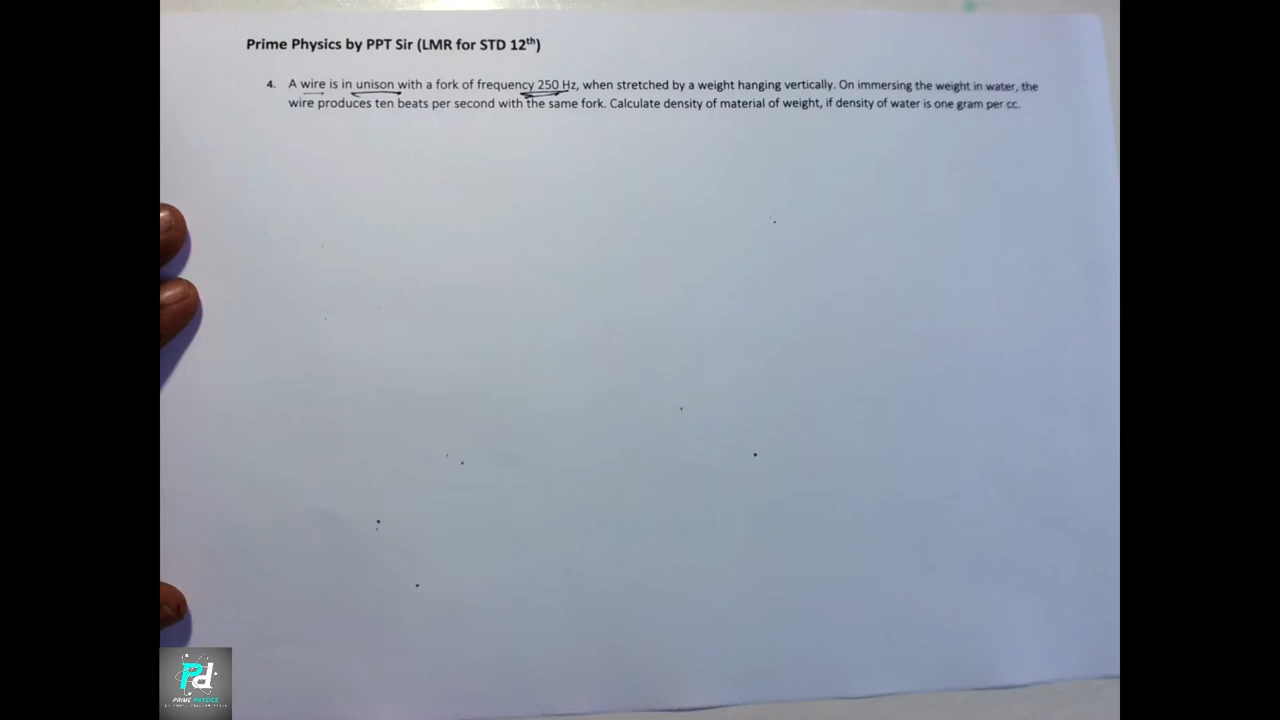 Prime Physics by PPT Sir (LMR for STD 12th)
4. A wire is in unison with a fork of frequency 250 Hz, when stretched by a weight hanging vertically. On immersing the weight in water, the
wire produces ten beats per second with the same fork. Calculate density of material of weight, if density of water is one gram per cc.
Pd
PRIME PHYSICS